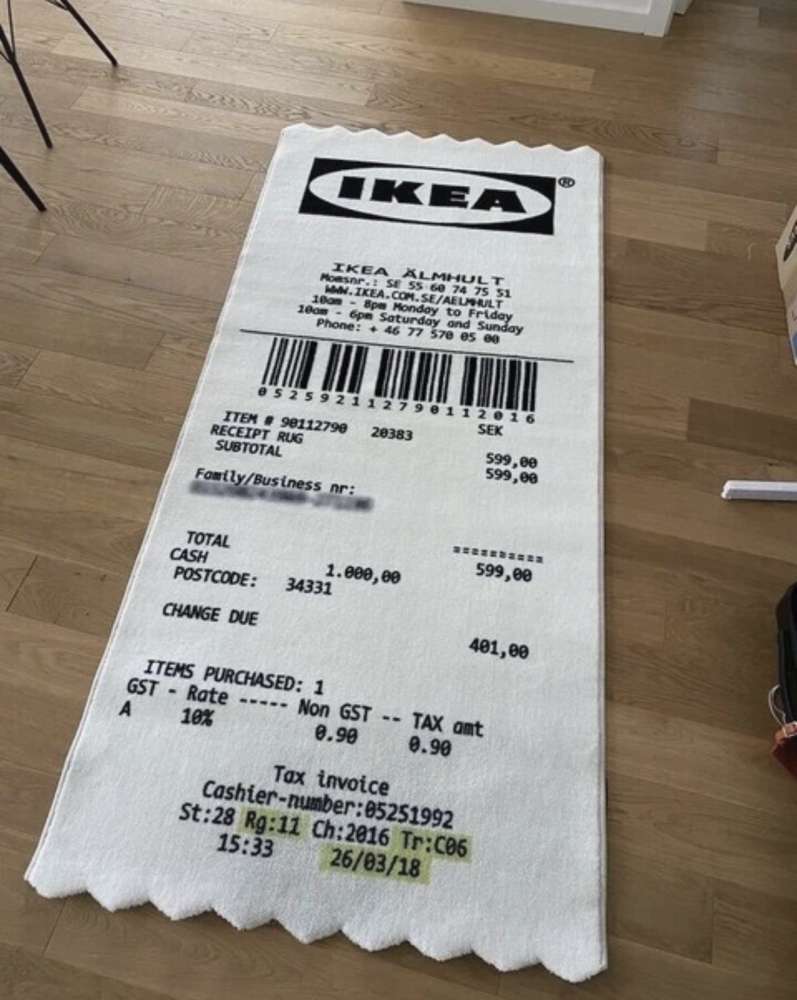 IKEA®
IKEA ÄLMHULT
Momsnr.: SE 55 60 74 75 51
WWW.IKEA.COM.SE/AELMHULT
10am - 8pm Monday to Friday
10am - 6pm Saturday and Sunday
Phone: + 46 77 570 05 00
052592112790112016
ITEM # 90112790 20383 SEK
RECEIPT RUG 599,00
SUBTOTAL 599,00
Family/Business nr:
==========
TOTAL 599,00
CASH 1.000,00
POSTCODE: 34331
CHANGE DUE 401,00
ITEMS PURCHASED: 1
GST - Rate ----- Non GST -- TAX amt
A 10% 0.90 0.90
Tax invoice
Cashier-number:05251992
St:28 Rg:11 Ch:2016 Tr:C06
15:33 26/03/18